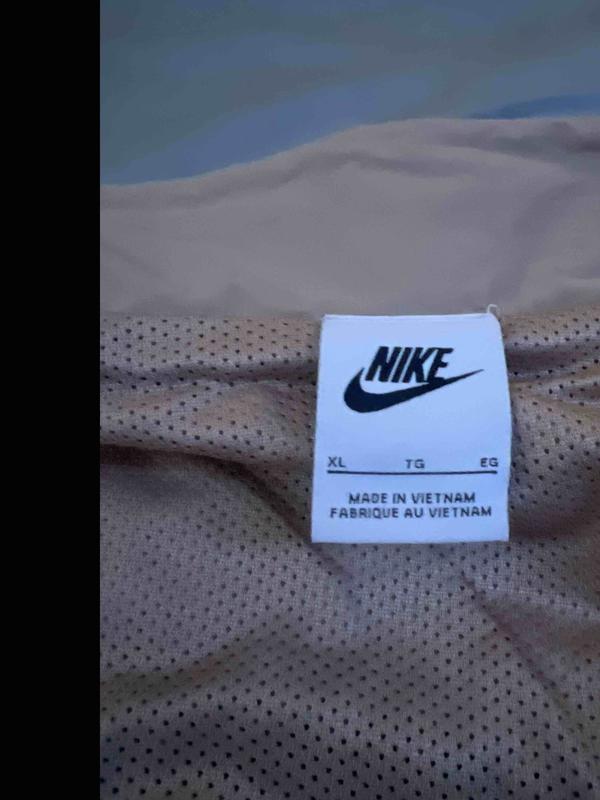 NIKE
XL TG EG
MADE IN VIETNAM
FABRIQUE AU VIETNAM